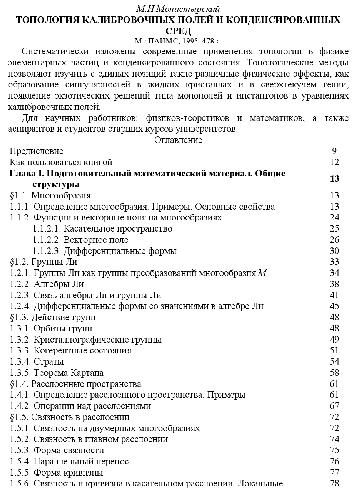 М.И.Монастырский
ТОПОЛОГИЯ КАЛИБРОВОЧНЫХ ПОЛЕЙ И КОНДЕНСИРОВАННЫХ
СРЕД
М.: ПАИМС, 1995. 478 с.
Систематически изложены современные применения топологии в физике
элементарных частиц и конденсированного состояния. Топологические методы
позволяют изучить с единых позиций такие различные физические эффекты, как
образование сингулярностей в жидких кристаллах и в сверхтекучем гелии,
появление экзотических решений типа монополей и инстантонов в уравнениях
калибровочных полей.
Для научных работников: физиков-теоретиков и математиков, а также
аспирантов и студентов старших курсов университетов.
Оглавление
Предисловие 9
Как пользоваться книгой 12
Глава I. Подготовительный математический материал. Общие
структуры 13
§1.1. Многообразия 13
1.1.1. Определение многообразия. Примеры. Основные свойства 13
1.1.2. Функции и векторные поля на многообразиях 24
1.1.2.1. Касательное пространство 25
1.1.2.2. Векторное поле 26
1.1.2.3. Дифференциальные формы 30
§1.2. Группы Ли 33
1.2.1. Группы Ли как группы преобразований многообразия M 34
1.2.2. Алгебры Ли 38
1.2.3. Связь алгебры Ли и группы Ли 41
1.2.4. Дифференциальные формы со значениями в алгебре Ли 45
§1.3. Действие групп 48
1.3.1. Орбиты групп 48
1.3.2. Кристаллографические группы 49
1.3.3. Когерентные состояния 51
1.3.4. Страты 54
1.3.5. Теорема Картана 58
§1.4. Расслоенные пространства 61
1.4.1. Определение расслоенного пространства. Примеры 61
1.4.2. Операции над расслоениями 67
§1.5. Связность в расслоении 72
1.5.1. Связность на двумерных многообразиях 72
1.5.2. Связность в главном расслоении 74
1.5.3. Форма связности 75
1.5.4. Параллельный перенос 76
1.5.5. Форма кривизны 77
1.5.6. Связность и кривизна в касательном расслоении. Локальные 78